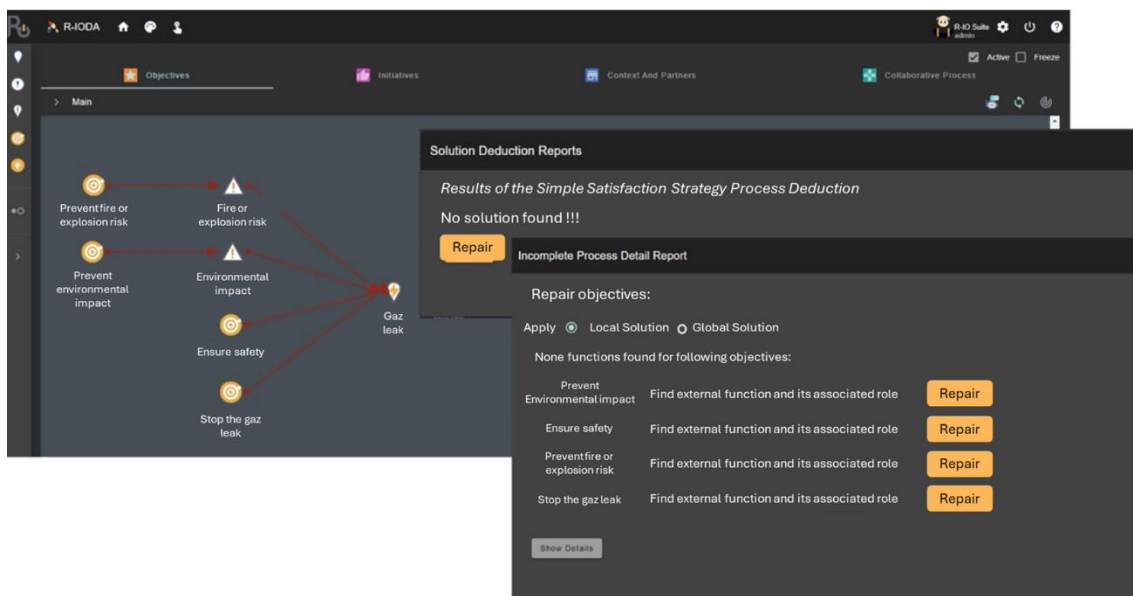 R-IODA
R-IO Suite
admin
Active
Freeze
Objectives
Initiatives
Context And Partners
Collaborative Process
Main
Prevent fire or
explosion risk
Fire or
explosion risk
Prevent
environmental
impact
Environmental
impact
Ensure safety
Stop the gaz
leak
Gaz
leak
Solution Deduction Reports
Results of the Simple Satisfaction Strategy Process Deduction
No solution found !!!
Repair
Incomplete Process Detail Report
Repair objectives:
Apply Local Solution Global Solution
None functions found for following objectives:
Prevent
Environmental impact
Find external function and its associated role
Repair
Ensure safety
Find external function and its associated role
Repair
Prevent fire or
explosion risk
Find external function and its associated role
Repair
Stop the gaz leak
Find external function and its associated role
Repair
Show Details